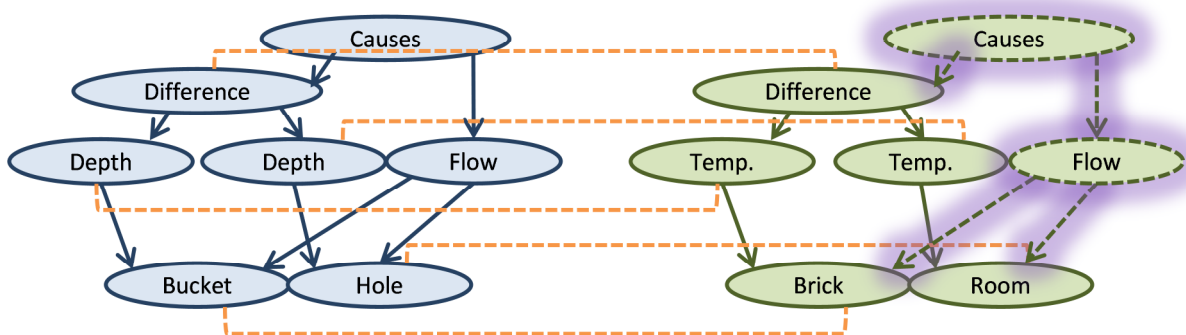 Causes
Difference
Depth
Depth
Flow
Bucket
Hole
Causes
Difference
Temp.
Temp.
Flow
Brick
Room